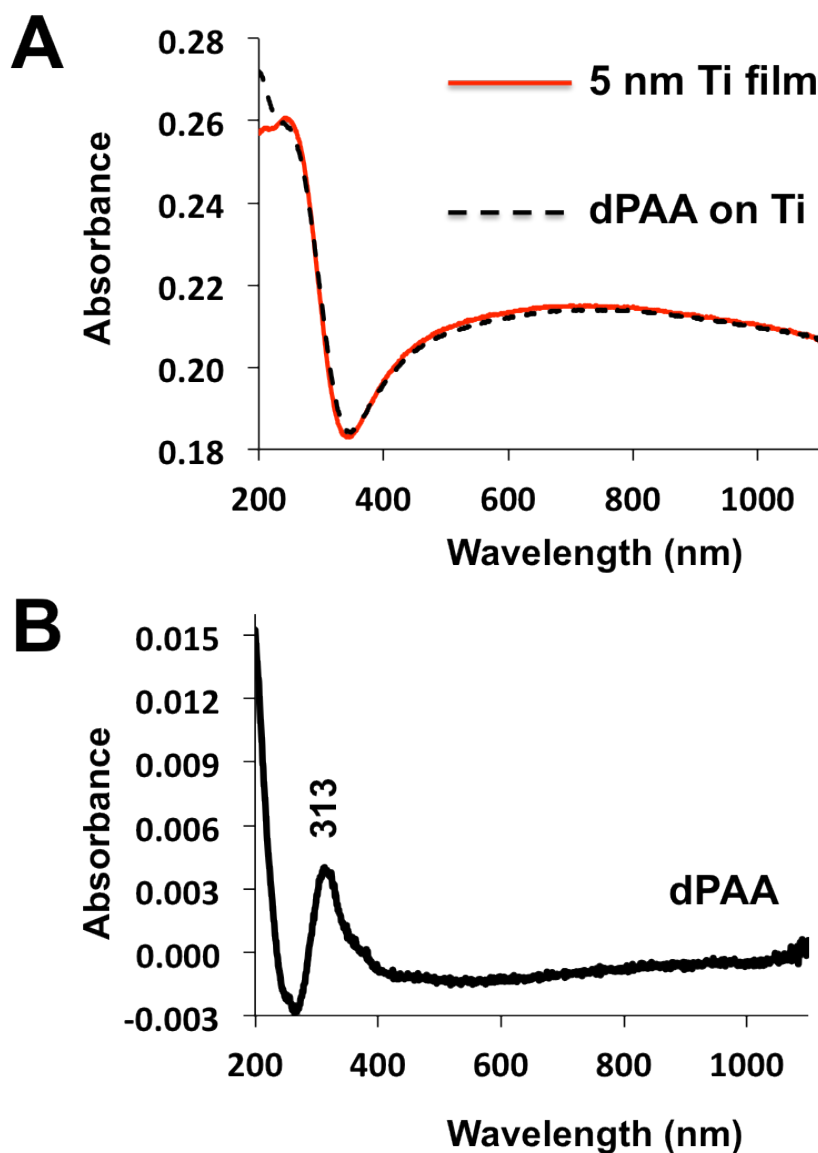 A
0.28
0.26
0.24
0.22
0.20
0.18
Absorbance
5 nm Ti film
dPAA on Ti
200 400 600 800 1000
Wavelength (nm)
B
0.015
0.012
0.009
0.006
0.003
0.000
-0.003
Absorbance
313
dPAA
200 400 600 800 1000
Wavelength (nm)